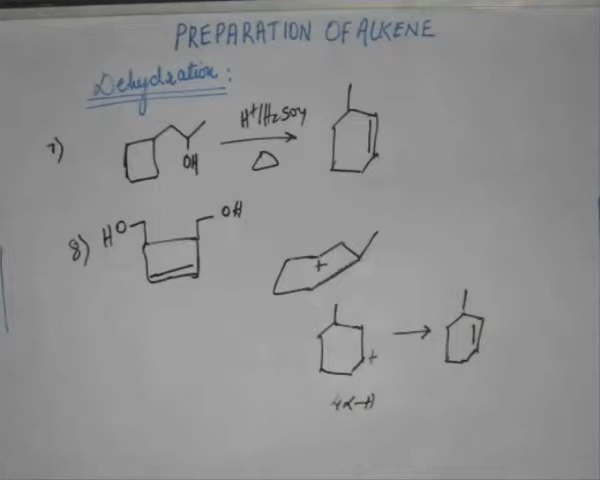 PREPARATION OF ALKENE
Dehydration :
7)
OH
H+/H2SO4
△
8) HO
OH
+
+
4α-H